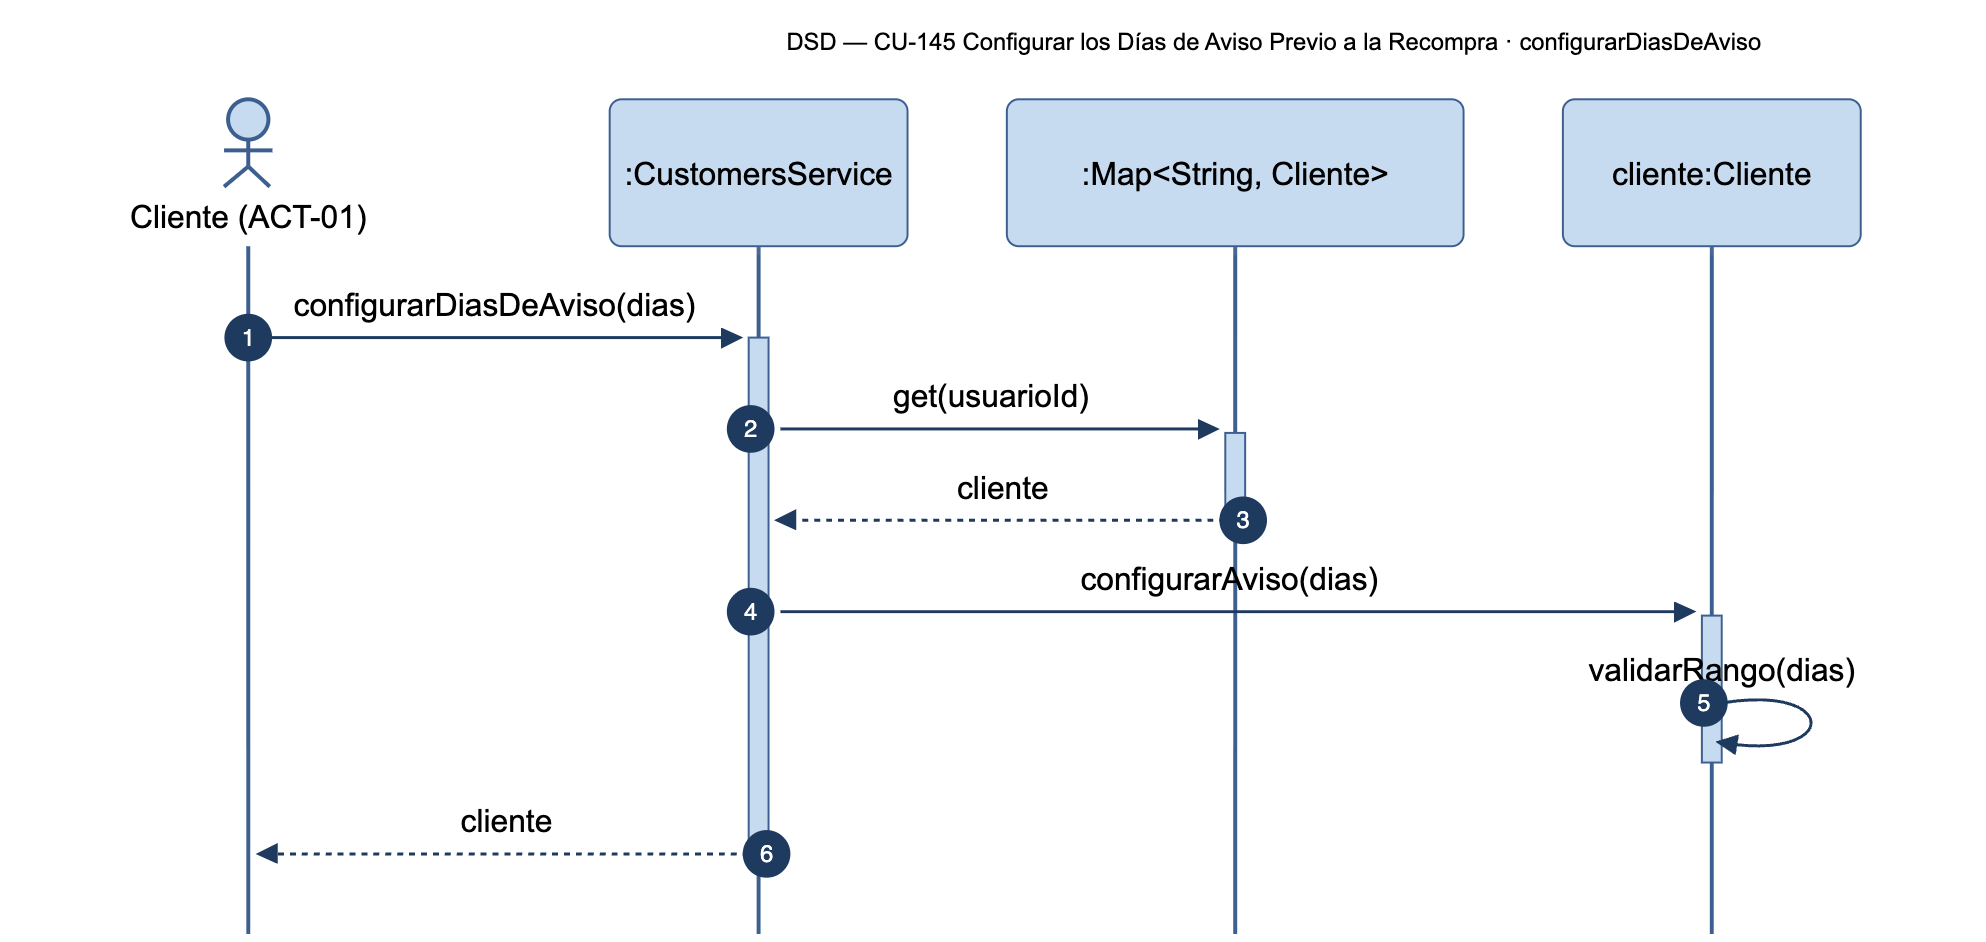 DSD — CU-145 Configurar los Días de Aviso Previo a la Recompra · configurarDiasDeAviso
Cliente (ACT-01)
:CustomersService
:Map<String, Cliente>
cliente:Cliente
configurarDiasDeAviso(dias)
1
get(usuarioId)
2
cliente
3
configurarAviso(dias)
4
validarRango(dias)
5
cliente
6